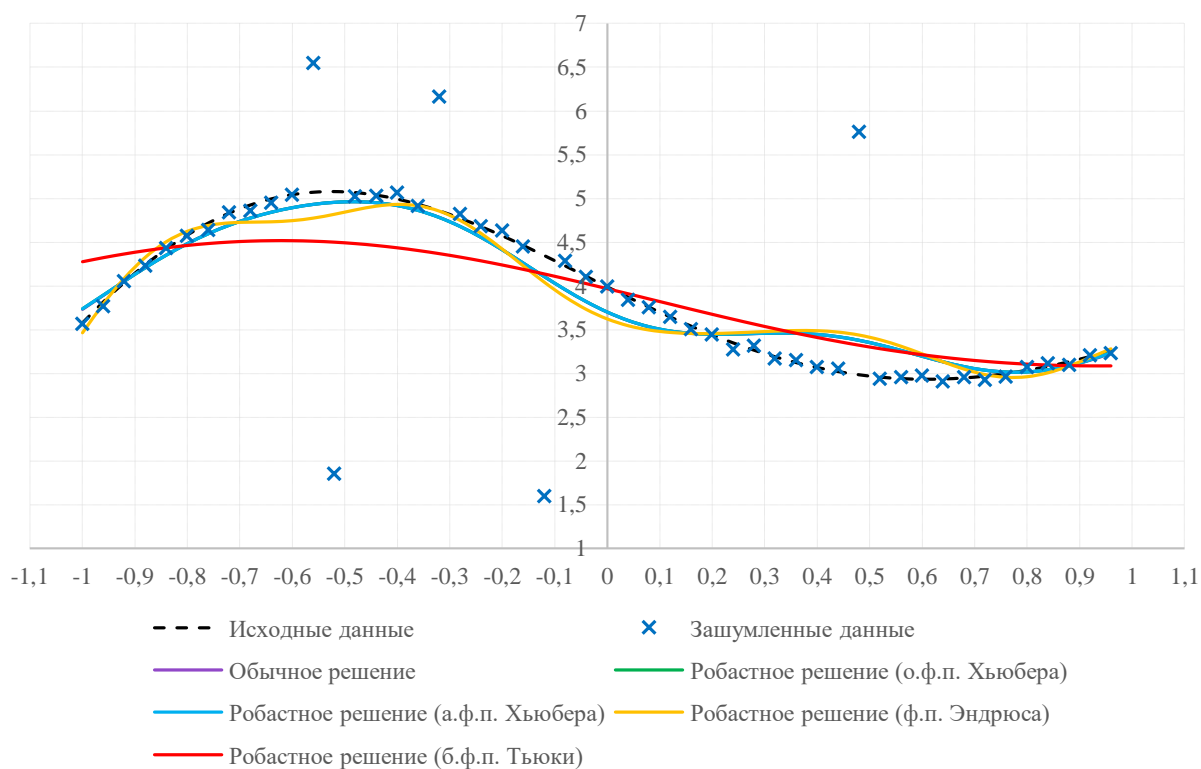 7
6,5
6
5,5
5
4,5
4
3,5
3
2,5
2
1,5
1
-1,1 -1 -0,9 -0,8 -0,7 -0,6 -0,5 -0,4 -0,3 -0,2 -0,1 0 0,1 0,2 0,3 0,4 0,5 0,6 0,7 0,8 0,9 1 1,1
Исходные данные Зашумленные данные
Обычное решение Робастное решение (о.ф.п. Хьюбера)
Робастное решение (а.ф.п. Хьюбера) Робастное решение (ф.п. Эндрюса)
Робастное решение (б.ф.п. Тьюки)